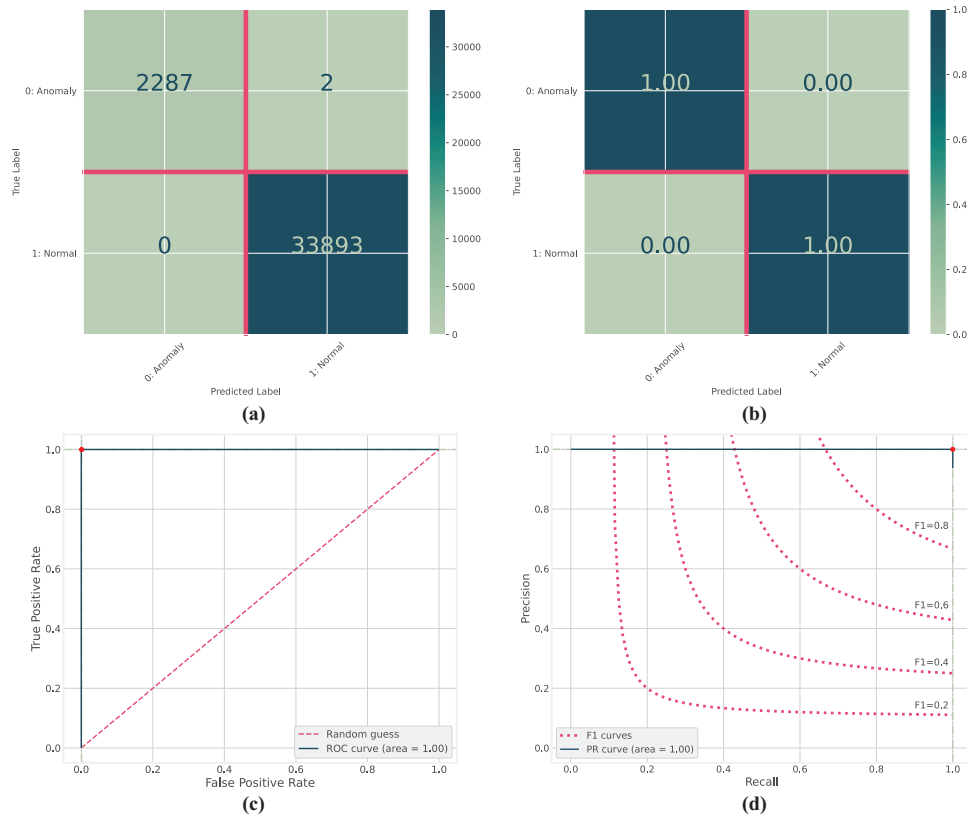 2287 2
0 33893
0: Anomaly
1: Normal
True Label
0: Anomaly
1: Normal
Predicted Label
30000
25000
20000
15000
10000
5000
0
(a)
1.00 0.00
0.00 1.00
0: Anomaly
1: Normal
True Label
0: Anomaly
1: Normal
Predicted Label
1.0
0.8
0.6
0.4
0.2
0.0
(b)
1.0
0.8
0.6
0.4
0.2
0.0
True Positive Rate
Random guess
ROC curve (area = 1.00)
0.0 0.2 0.4 0.6 0.8 1.0
False Positive Rate
(c)
1.0
0.8
0.6
0.4
0.2
0.0
Precision
F1=0.8
F1=0.6
F1=0.4
F1=0.2
F1 curves
PR curve (area = 1.00)
0.0 0.2 0.4 0.6 0.8 1.0
Recall
(d)